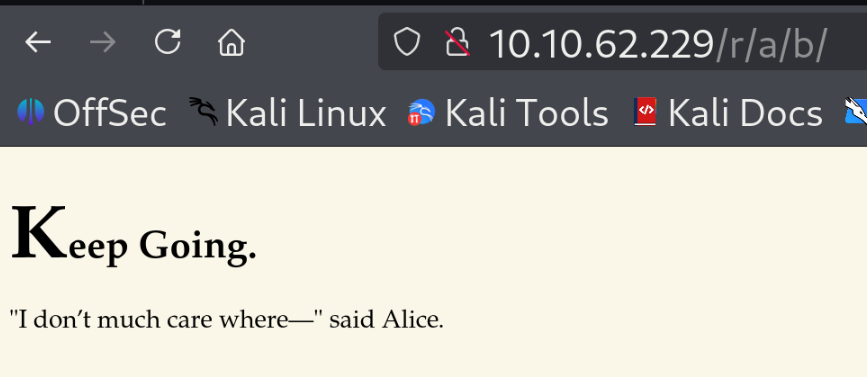 10.10.62.229/r/a/b/
OffSec Kali Linux Kali Tools Kali Docs
Keep Going.
"I don’t much care where—" said Alice.